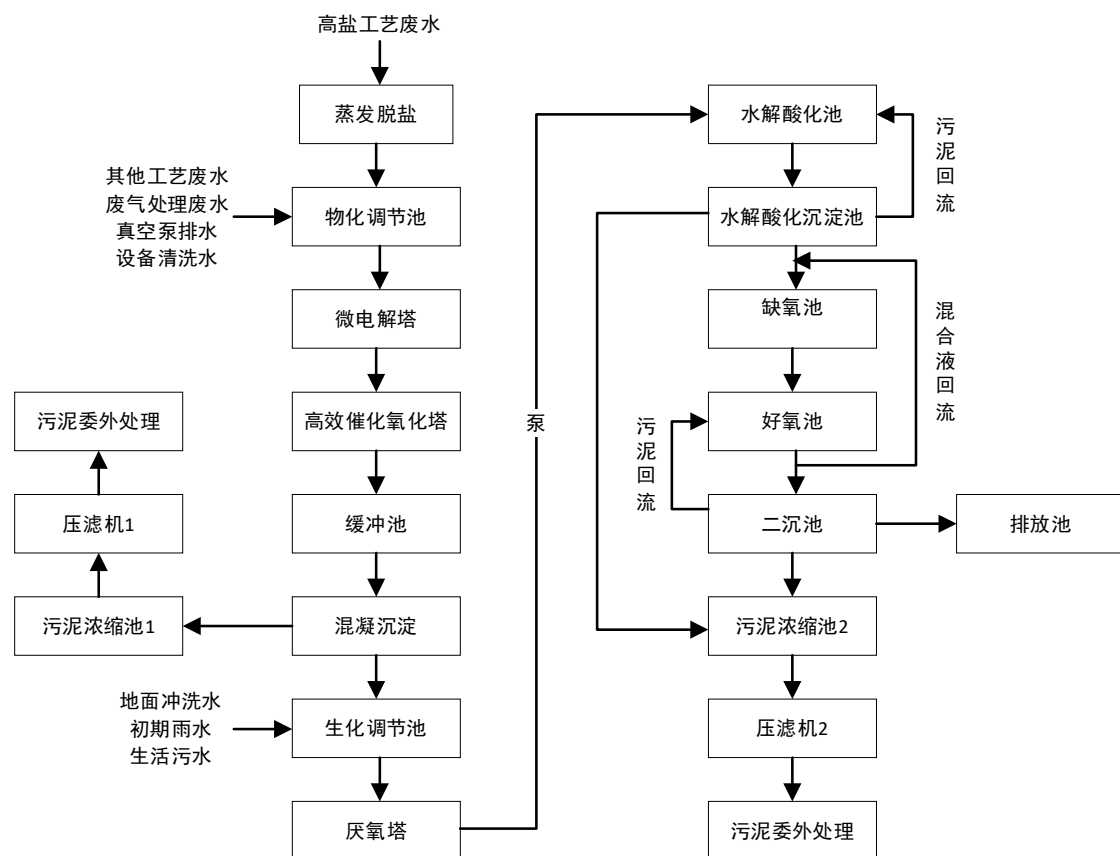 高盐工艺废水
蒸发脱盐
其他工艺废水
废气处理废水
真空泵排水
设备清洗水
物化调节池
微电解塔
高效催化氧化塔
缓冲池
混凝沉淀
污泥浓缩池1
压滤机1
污泥委外处理
地面冲洗水
初期雨水
生活污水
生化调节池
厌氧塔
泵
水解酸化池
污泥回流
水解酸化沉淀池
缺氧池
混合液回流
好氧池
污泥回流
二沉池
排放池
污泥浓缩池2
压滤机2
污泥委外处理